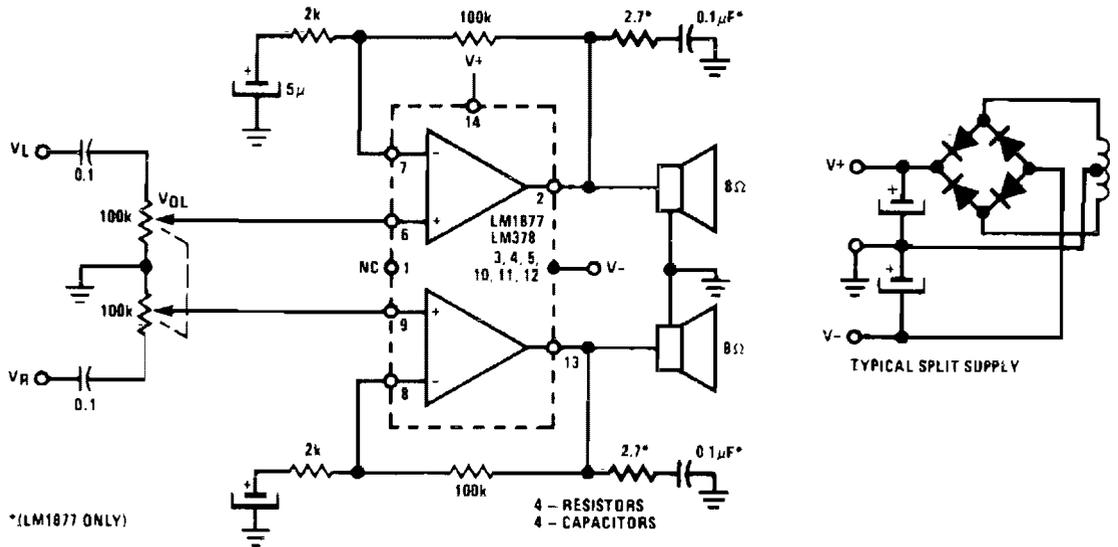 2k
100k
2.7*
0.1µF*
V+
+
5µ
14
VL
0.1
7
−
2
8Ω
100k
VOL
+
6
LM1877
LM378
3, 4, 5,
10, 11, 12
V−
NC
1
100k
9
+
13
8Ω
VR
0.1
8
−
2k
100k
2.7*
0.1µF*
+
4 – RESISTORS
4 – CAPACITORS
*(LM1877 ONLY)
V+
+
+
V−
TYPICAL SPLIT SUPPLY